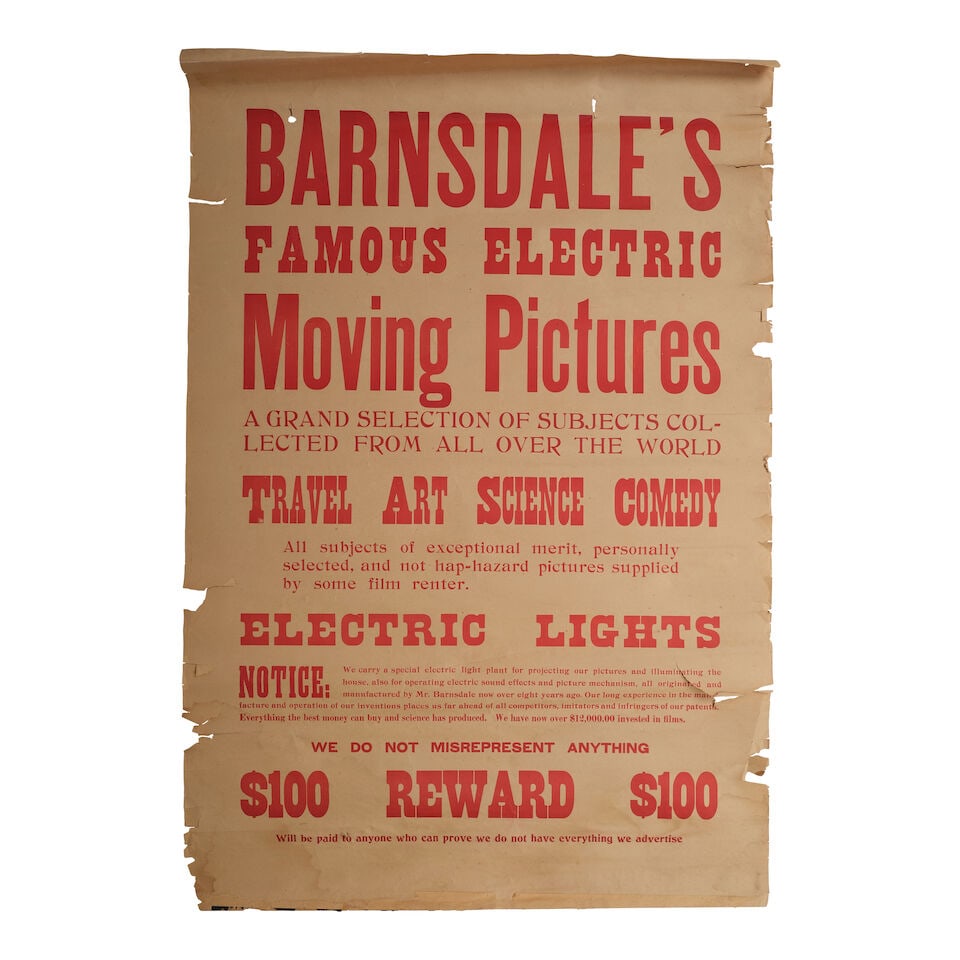 BARNSDALE'S
FAMOUS ELECTRIC
Moving Pictures
A GRAND SELECTION OF SUBJECTS COL-
LECTED FROM ALL OVER THE WORLD
TRAVEL ART SCIENCE COMEDY
All subjects of exceptional merit, personally
selected, and not hap-hazard pictures supplied
by some film renter.
ELECTRIC LIGHTS
NOTICE: We carry a special electric light plant for projecting our pictures and illuminating the
house, also for operating electric sound effects and picture mechanism, all originated and
manufactured by Mr. Barnsdale now over eight years ago. Our long experience in the manu-
facture and operation of our inventions places us far ahead of all competitors, imitators and infringers of our patents.
Everything the best money can buy and science has produced. We have now over $12,000.00 invested in films.
WE DO NOT MISREPRESENT ANYTHING
$100 REWARD $100
Will be paid to anyone who can prove we do not have everything we advertise